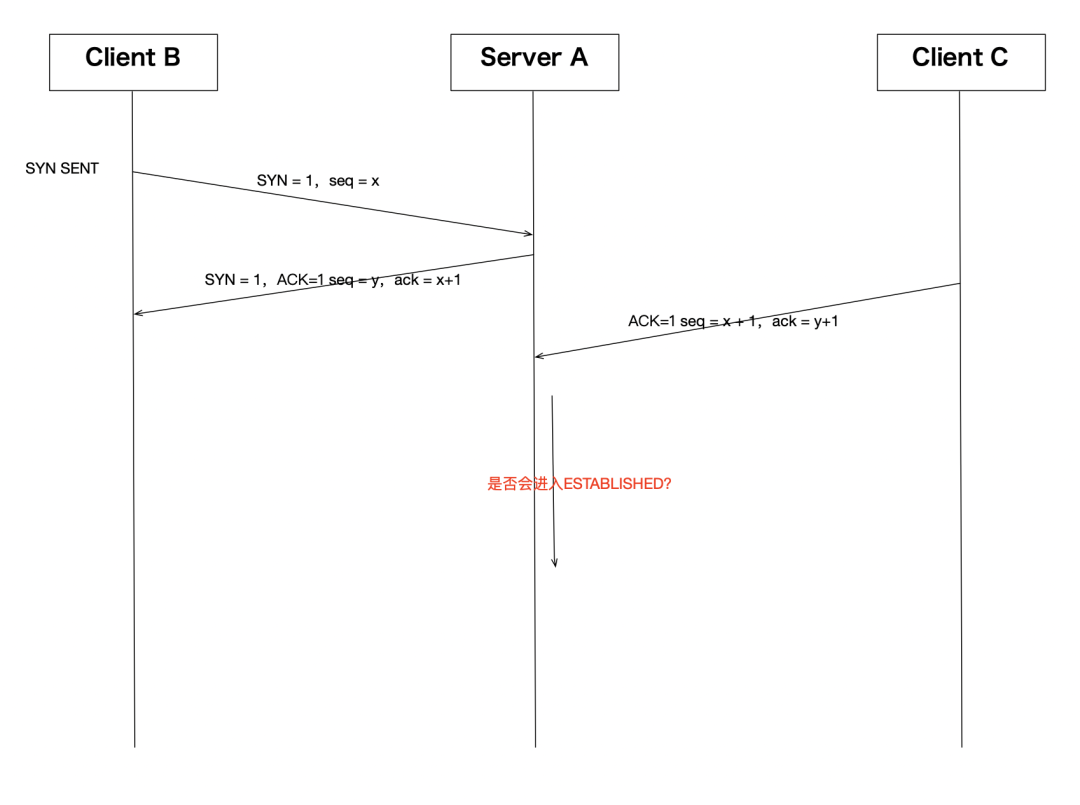 Client B
Server A
Client C
SYN SENT
SYN = 1，seq = x
SYN = 1，ACK=1 seq = y，ack = x+1
ACK=1 seq = x + 1，ack = y+1
是否会进入ESTABLISHED?